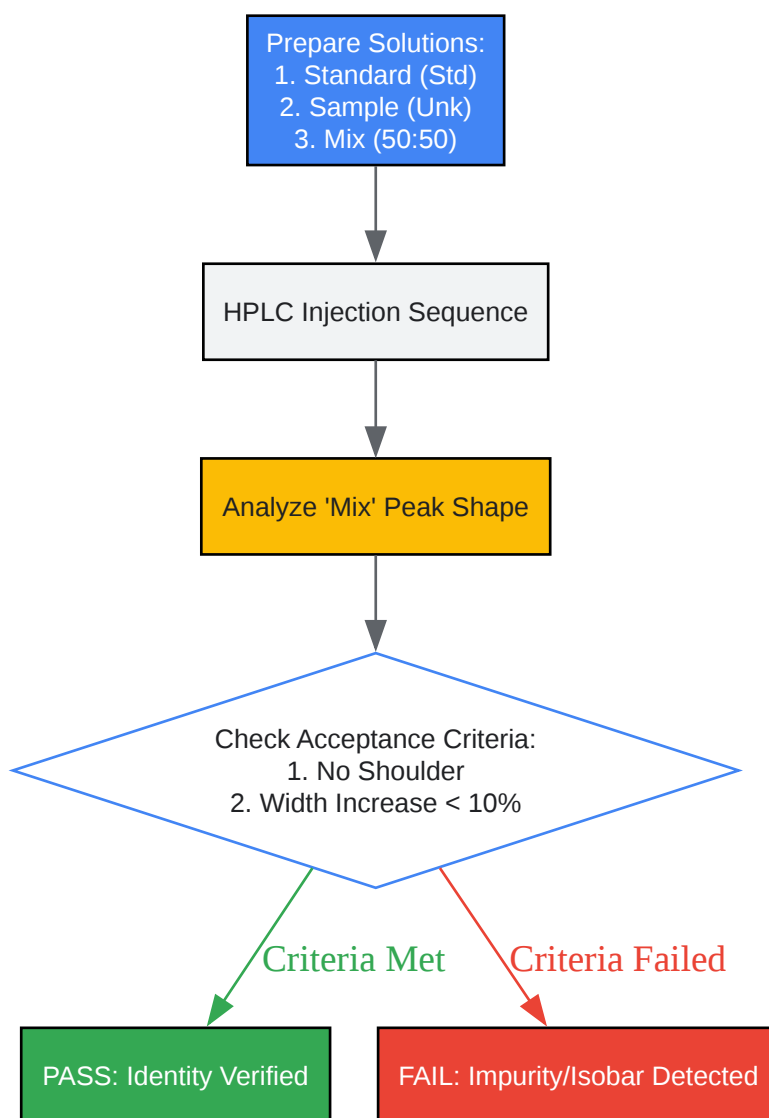 Prepare Solutions:
1. Standard (Std)
2. Sample (Unk)
3. Mix (50:50)
HPLC Injection Sequence
Analyze 'Mix' Peak Shape
Check Acceptance Criteria:
1. No Shoulder
2. Width Increase < 10%
Criteria Met
Criteria Failed
PASS: Identity Verified
FAIL: Impurity/Isobar Detected